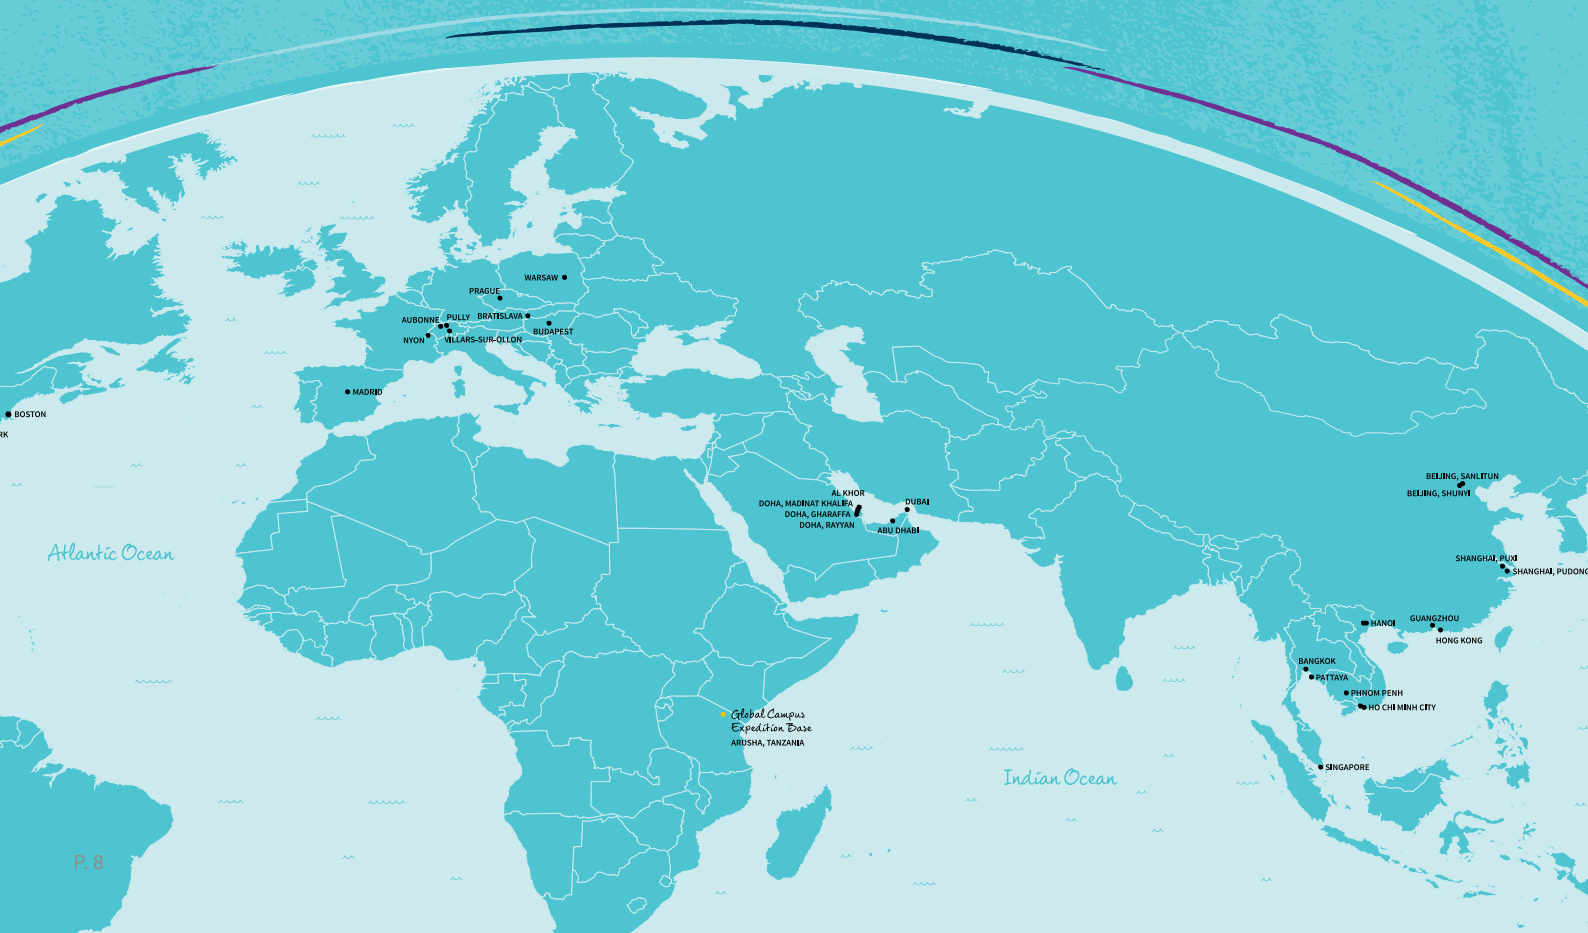 WARSAW
PRAGUE
AUBONNE
PULLY
BRATISLAVA
BUDAPEST
NYON
VILLARS-SUR-OLLON
MADRID
BOSTON
RK
BEIJING, SANLITUN
BEIJING, SHUNYI
AL KHOR
DOHA, MADINAT KHALIFA
DUBAI
DOHA, GHARAFFA
DOHA, RAYYAN
ABU DHABI
Atlantic Ocean
SHANGHAI, PUXI
SHANGHAI, PUDONG
GUANGZHOU
HANOI
HONG KONG
BANGKOK
PATTAYA
PHNOM PENH
HO CHI MINH CITY
Global Campus
Expedition Base
ARUSHA, TANZANIA
SINGAPORE
Indian Ocean
P. 8